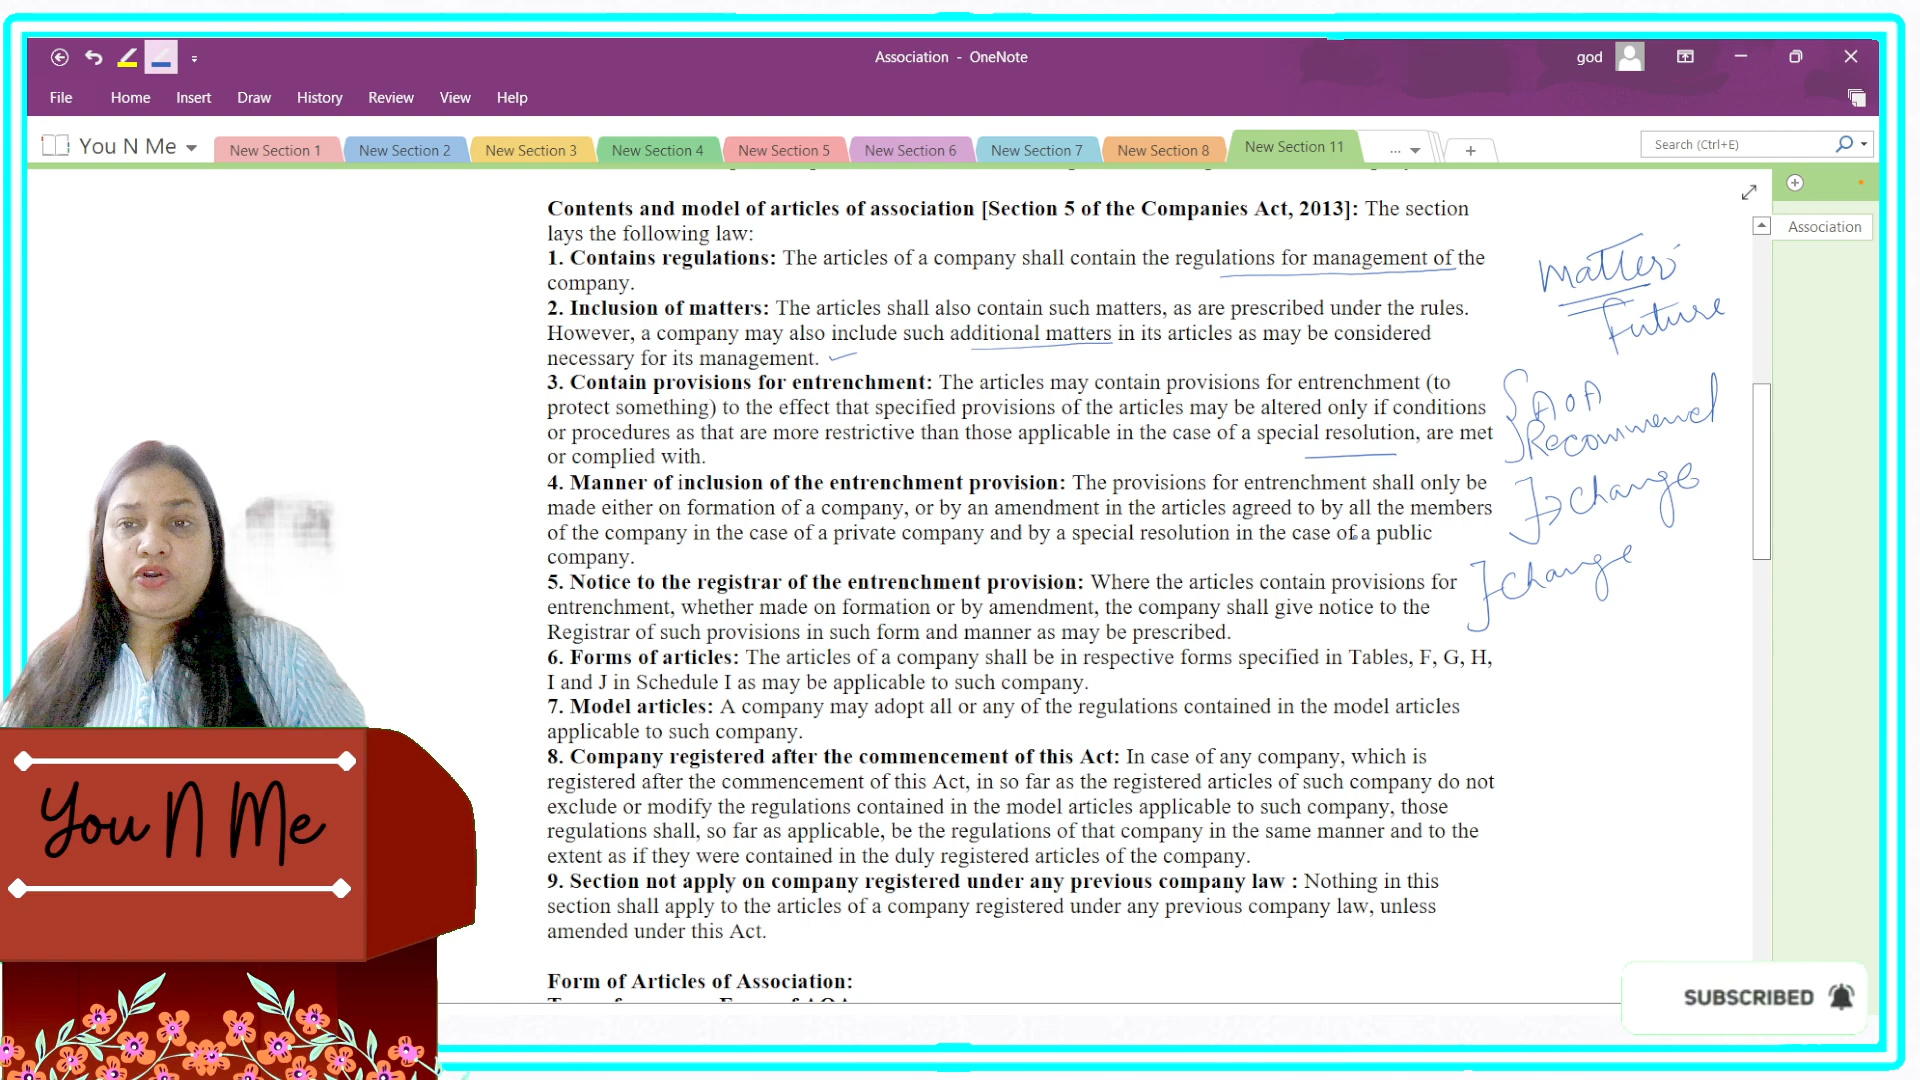 Association - OneNote
god
File Home Insert Draw History Review View Help
You N Me
New Section 1
New Section 2
New Section 3
New Section 4
New Section 5
New Section 6
New Section 7
New Section 8
New Section 11
...
Search (Ctrl+E)
Association
Contents and model of articles of association [Section 5 of the Companies Act, 2013]: The section
lays the following law:
1. Contains regulations: The articles of a company shall contain the regulations for management of the
company.
2. Inclusion of matters: The articles shall also contain such matters, as are prescribed under the rules.
However, a company may also include such additional matters in its articles as may be considered
necessary for its management.
3. Contain provisions for entrenchment: The articles may contain provisions for entrenchment (to
protect something) to the effect that specified provisions of the articles may be altered only if conditions
or procedures as that are more restrictive than those applicable in the case of a special resolution, are met
or complied with.
4. Manner of inclusion of the entrenchment provision: The provisions for entrenchment shall only be
made either on formation of a company, or by an amendment in the articles agreed to by all the members
of the company in the case of a private company and by a special resolution in the case of a public
company.
5. Notice to the registrar of the entrenchment provision: Where the articles contain provisions for
entrenchment, whether made on formation or by amendment, the company shall give notice to the
Registrar of such provisions in such form and manner as may be prescribed.
6. Forms of articles: The articles of a company shall be in respective forms specified in Tables, F, G, H,
I and J in Schedule I as may be applicable to such company.
7. Model articles: A company may adopt all or any of the regulations contained in the model articles
applicable to such company.
8. Company registered after the commencement of this Act: In case of any company, which is
registered after the commencement of this Act, in so far as the registered articles of such company do not
exclude or modify the regulations contained in the model articles applicable to such company, those
regulations shall, so far as applicable, be the regulations of that company in the same manner and to the
extent as if they were contained in the duly registered articles of the company.
9. Section not apply on company registered under any previous company law : Nothing in this
section shall apply to the articles of a company registered under any previous company law, unless
amended under this Act.
Form of Articles of Association:
Matter
Future
AOA
Recommend
change
change
You N Me
SUBSCRIBED